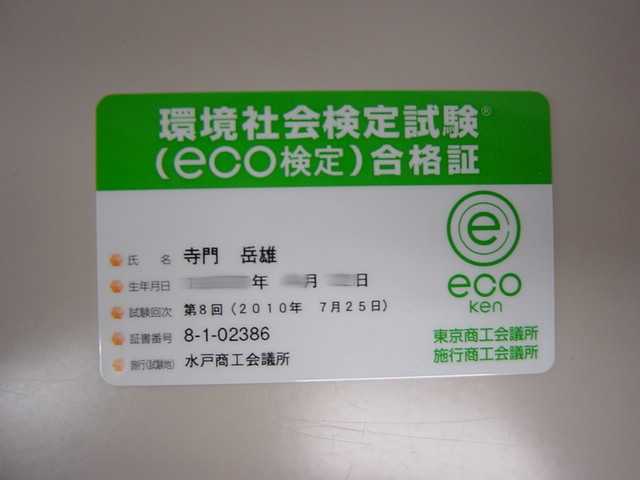 環境社会検定試験®
(eco検定)合格証
氏 名 寺門 岳雄
生年月日 年 月 日
試験回次 第8回(2010年 7月25日)
証書番号 8-1-02386
施行(試験地) 水戸商工会議所
e
eco
ken
東京商工会議所
施行商工会議所